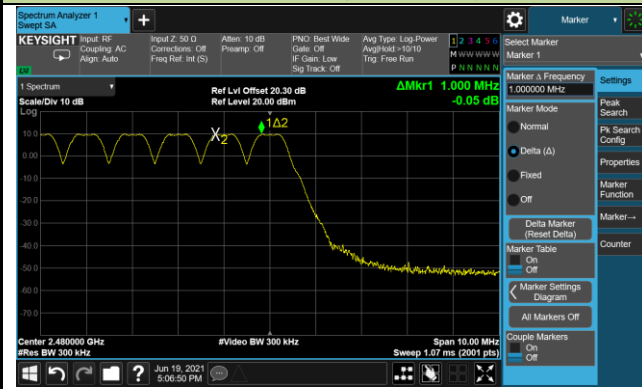 Spectrum Analyzer 1
Swept SA
Marker
KEYSIGHT
Input: RF
Coupling: AC
Align: Auto
Input Z: 50 Ω
Corrections: Off
Freq Ref: Int (S)
Atten: 10 dB
Preamp: Off
PNO: Best Wide
Gate: Off
IF Gain: Low
Sig Track: Off
Avg Type: Log-Power
Avg|Hold:>10/10
Trig: Free Run
1 2 3 4 5 6
M W W W W W
P N N N N N
Select Marker
Marker 1
1 Spectrum
Scale/Div 10 dB
Ref Lvl Offset 20.30 dB
Ref Level 20.00 dBm
ΔMkr1 1.000 MHz
-0.05 dB
Log
10.0
0.00
-10.0
-20.0
-30.0
-40.0
-50.0
-60.0
-70.0
X2
1Δ2
Center 2.480000 GHz
#Res BW 300 kHz
#Video BW 300 kHz
Span 10.00 MHz
Sweep 1.07 ms (2001 pts)
Marker Δ Frequency
1.000000 MHz
Marker Mode
Normal
Delta (Δ)
Fixed
Off
Delta Marker
(Reset Delta)
Marker Table
On
Off
Marker Settings
Diagram
All Markers Off
Couple Markers
On
Off
Settings
Peak
Search
Pk Search
Config
Properties
Marker
Function
Marker→
Counter
Jun 19, 2021
5:06:50 PM